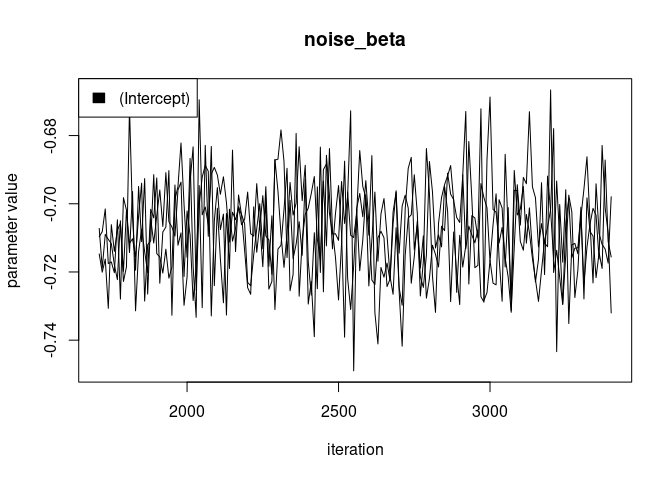 noise_beta
(Intercept)
-0.68
-0.70
-0.72
-0.74
parameter value
2000
2500
3000
iteration